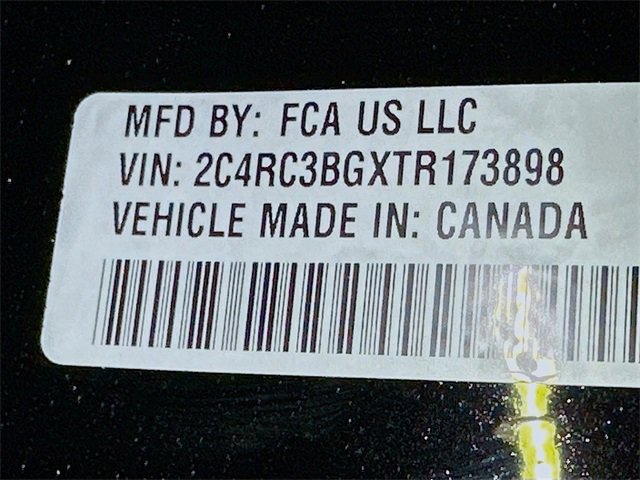 MFD BY: FCA US LLC
VIN: 2C4RC3BGXTR173898
VEHICLE MADE IN: CANADA